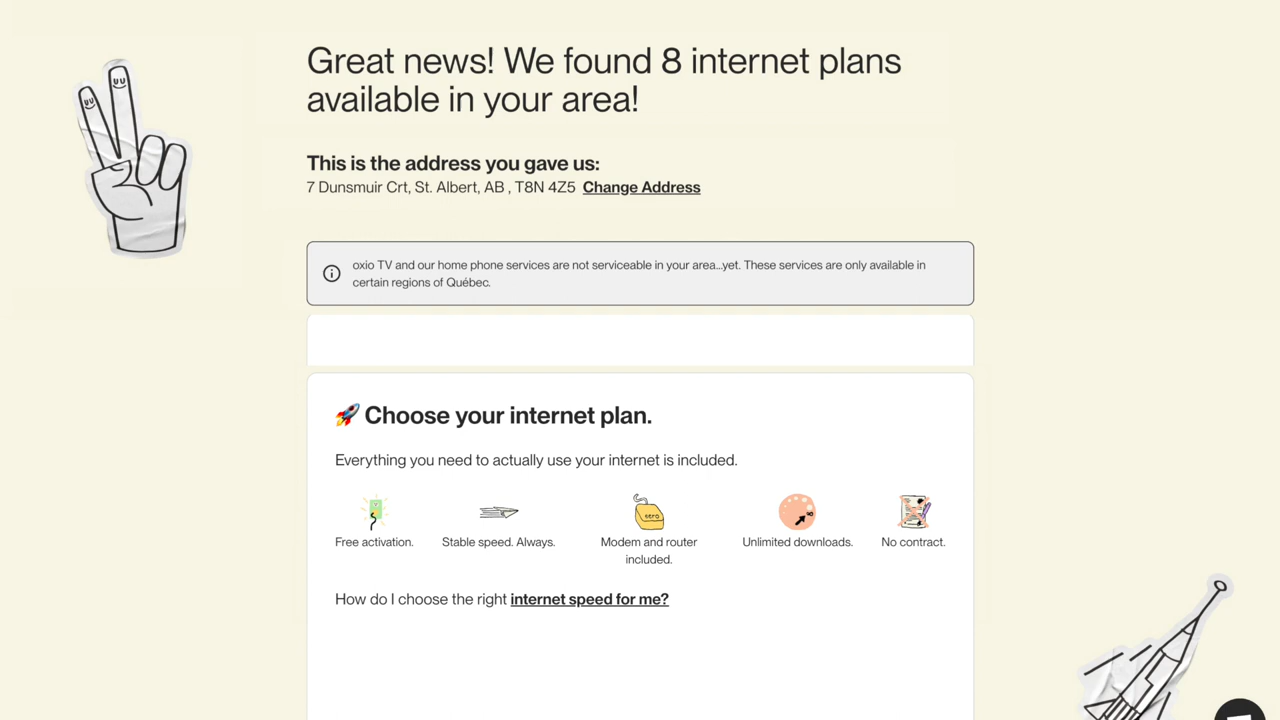 Great news! We found 8 internet plans
available in your area!
This is the address you gave us:
7 Dunsmuir Crt, St. Albert, AB , T8N 4Z5 Change Address
oxio TV and our home phone services are not serviceable in your area...yet. These services are only available in
certain regions of Québec.
🚀 Choose your internet plan.
Everything you need to actually use your internet is included.
Free activation.
Stable speed. Always.
eero
Modem and router
included.
Unlimited downloads.
No contract.
How do I choose the right internet speed for me?